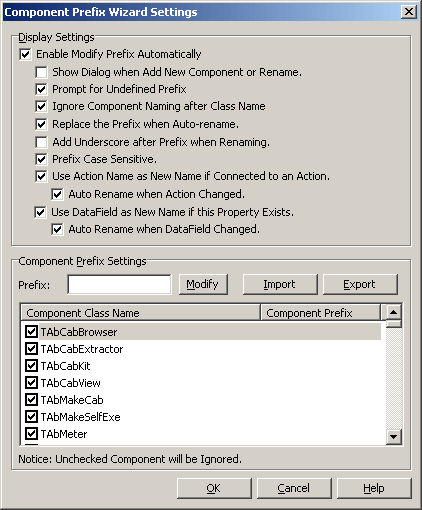 Component Prefix Wizard Settings
Display Settings
Enable Modify Prefix Automatically
Show Dialog when Add New Component or Rename.
Prompt for Undefined Prefix
Ignore Component Naming after Class Name
Replace the Prefix when Auto-rename.
Add Underscore after Prefix when Renaming.
Prefix Case Sensitive.
Use Action Name as New Name if Connected to an Action.
Auto Rename when Action Changed.
Use DataField as New Name if this Property Exists.
Auto Rename when DataField Changed.
Component Prefix Settings
Prefix: Modify Import Export
Component Class Name Component Prefix
TAbCabBrowser
TAbCabExtractor
TAbCabKit
TAbCabView
TAbMakeCab
TAbMakeSelfExe
TAbMeter
Notice: Unchecked Component will be Ignored.
OK Cancel Help